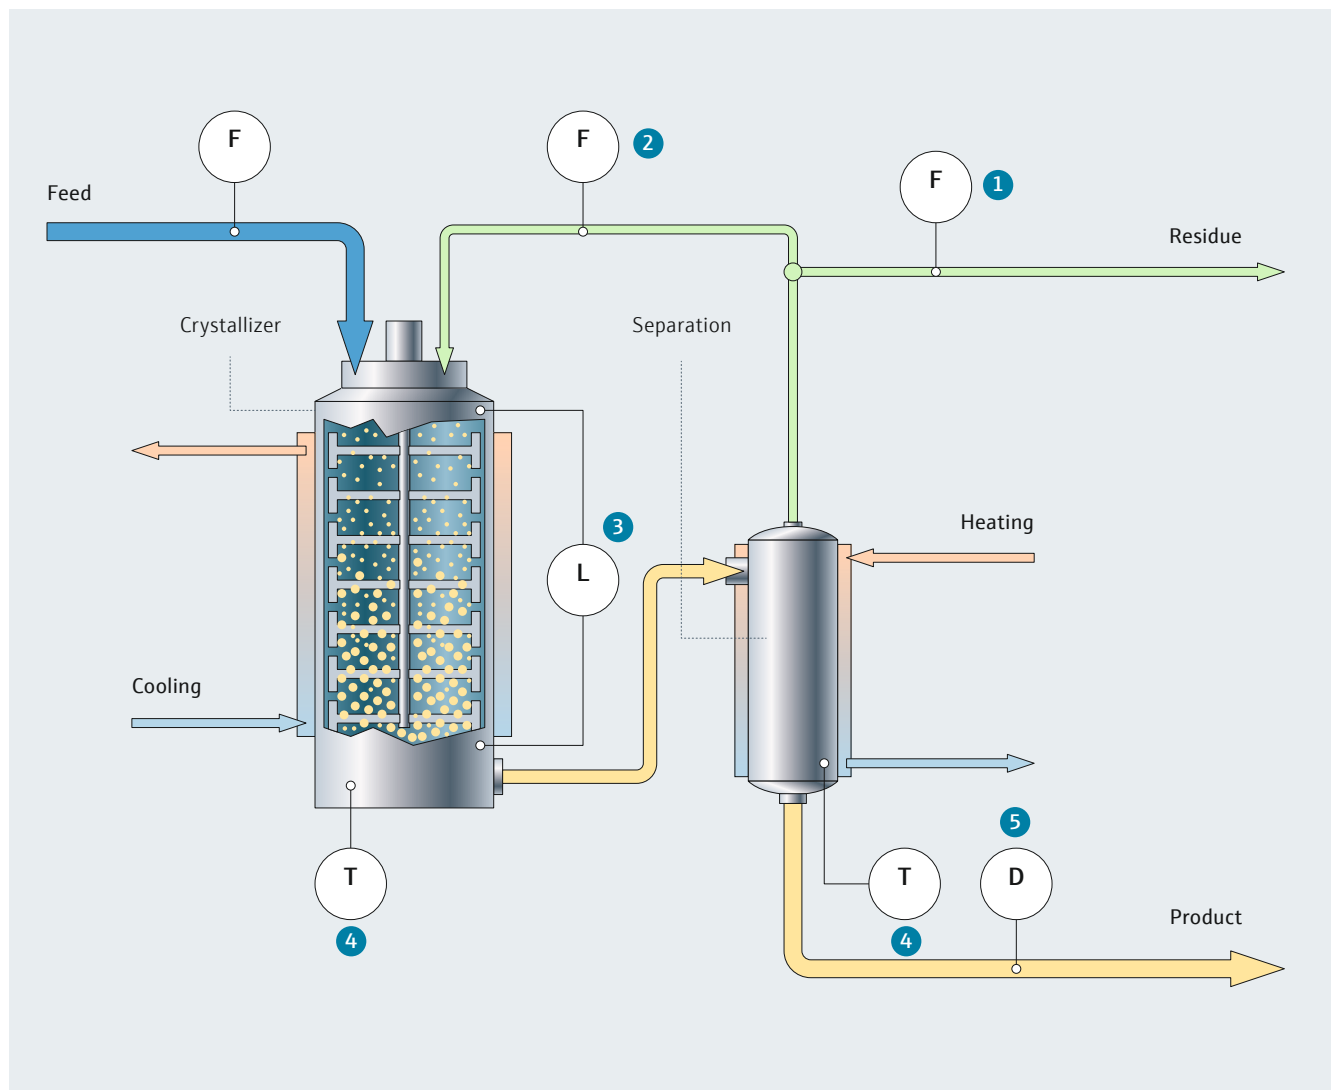 F
F
2
F
1
Feed
Residue
Crystallizer
Separation
3
Heating
L
Cooling
5
T
T
D
4
4
Product